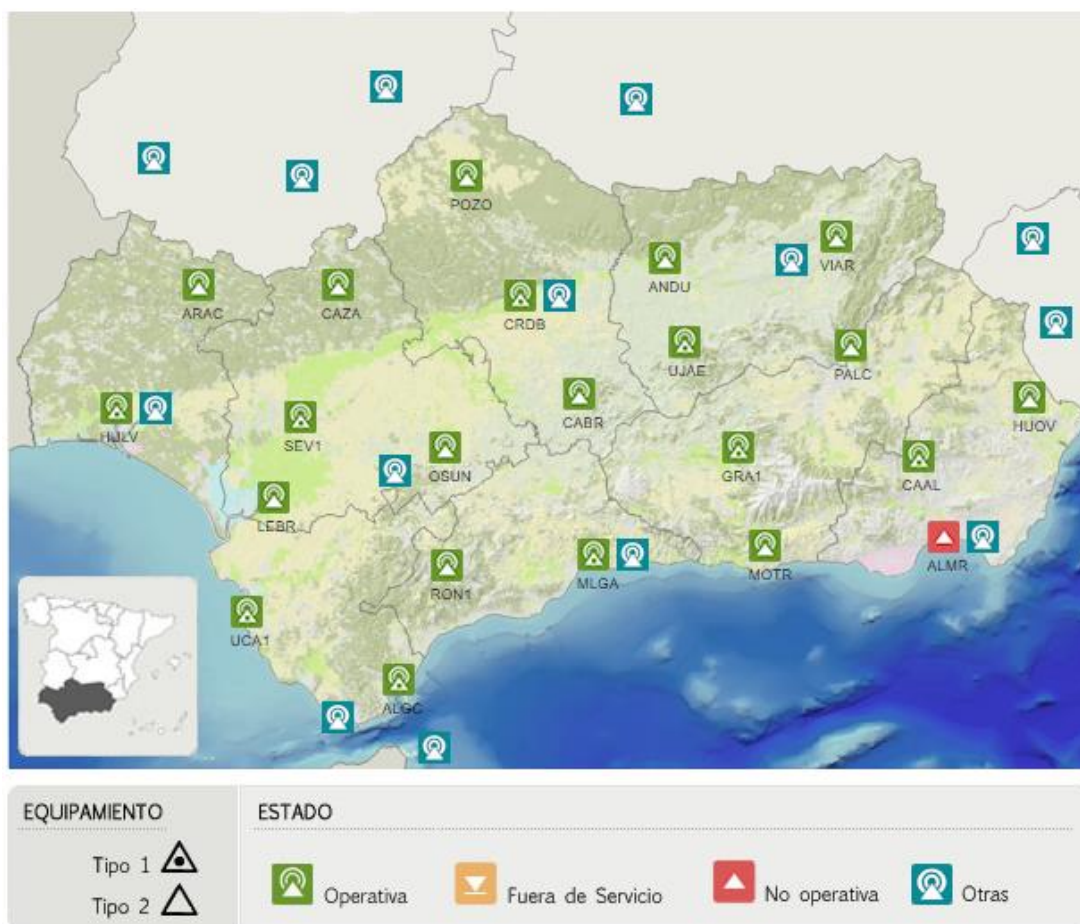 POZO
VIAR
ANDU
ARAC
CAZA
CRDB
UJAE
PALC
HULV
CABR
HUOV
SEV1
OSUN
GRA1
CAAL
LEBR
ALMR
MOTR
MLGA
RON1
UCA1
ALGC
EQUIPAMIENTO
Tipo 1
Tipo 2
ESTADO
Operativa
Fuera de Servicio
No operativa
Otras